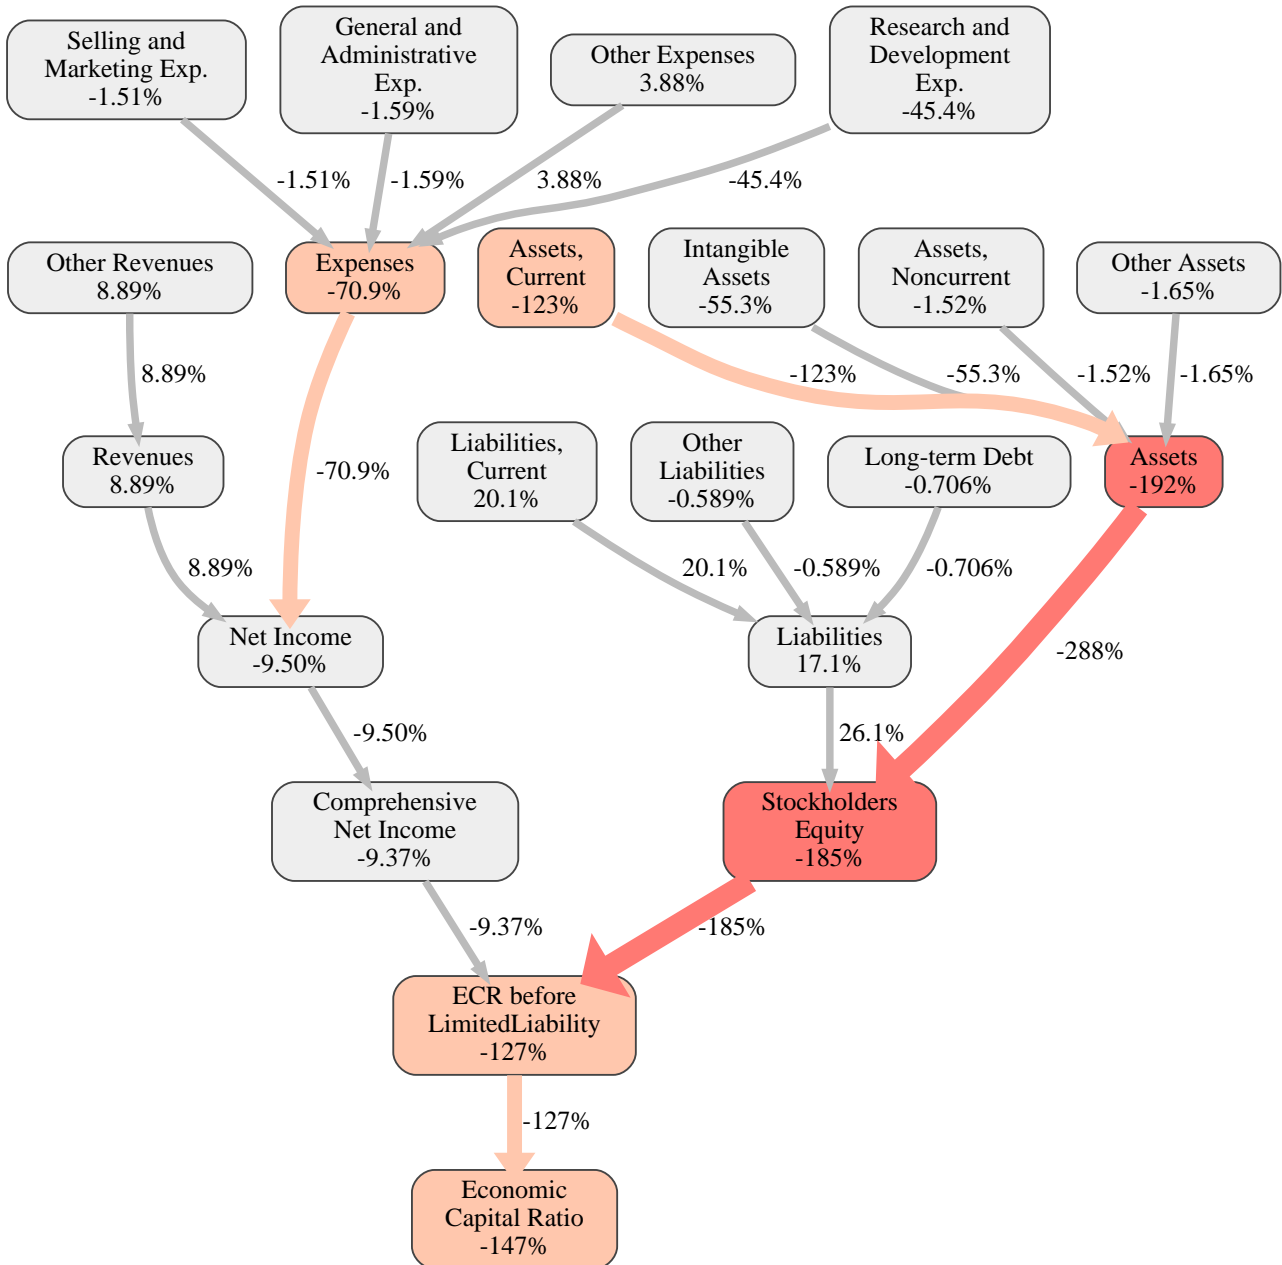 Selling and
Marketing Exp.
-1.51%
General and
Administrative
Exp.
-1.59%
Other Expenses
3.88%
Research and
Development
Exp.
-45.4%
-1.51%
-1.59%
3.88%
-45.4%
Other Revenues
8.89%
Expenses
-70.9%
Assets,
Current
-123%
Intangible
Assets
-55.3%
Assets,
Noncurrent
-1.52%
Other Assets
-1.65%
8.89%
-70.9%
-123%
-55.3%
-1.52%
-1.65%
Revenues
8.89%
Liabilities,
Current
20.1%
Other
Liabilities
-0.589%
Long-term Debt
-0.706%
Assets
-192%
8.89%
20.1%
-0.589%
-0.706%
-288%
Net Income
-9.50%
Liabilities
17.1%
-9.50%
26.1%
Comprehensive
Net Income
-9.37%
Stockholders
Equity
-185%
-9.37%
-185%
ECR before
LimitedLiability
-127%
-127%
Economic
Capital Ratio
-147%